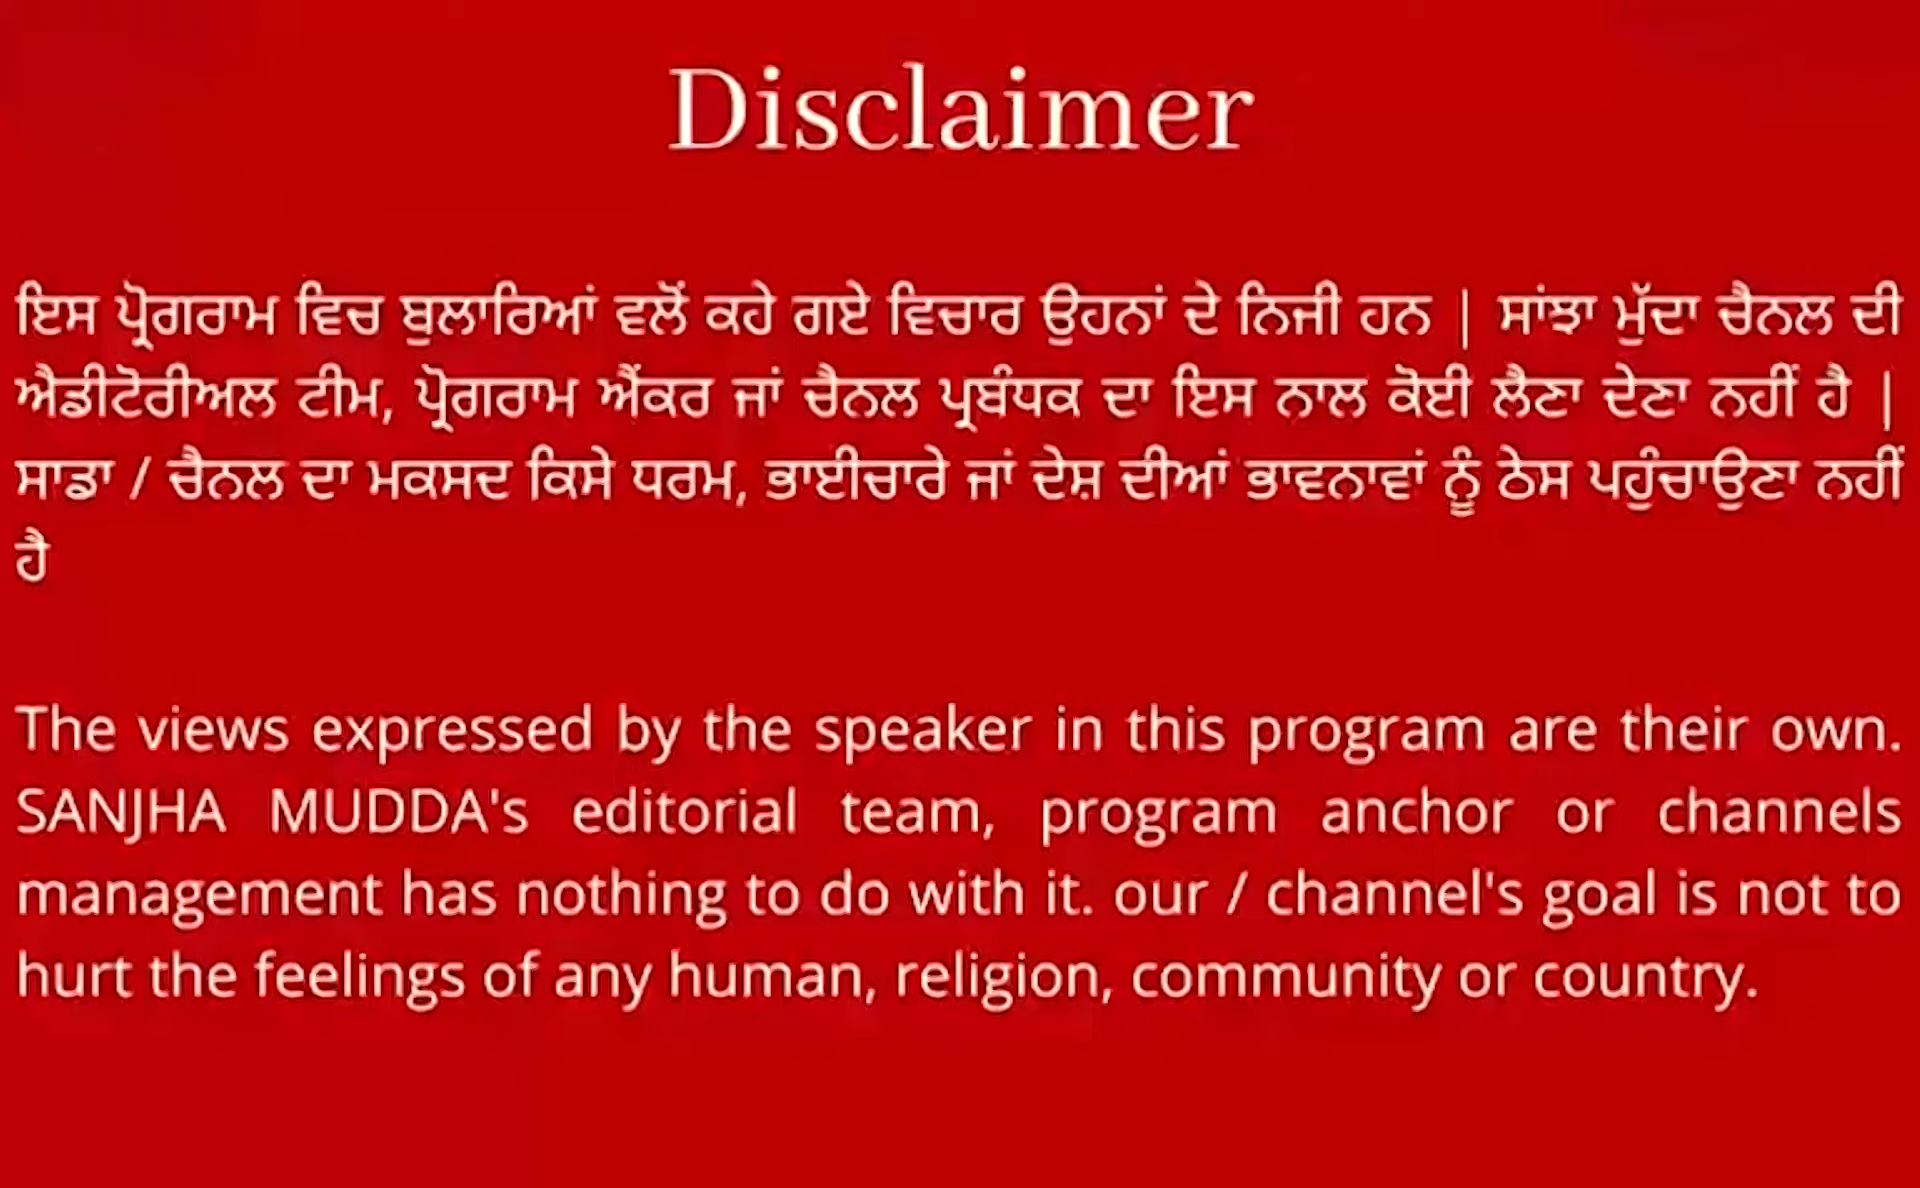 Disclaimer
ਇਸ ਪ੍ਰੋਗਰਾਮ ਵਿਚ ਬੁਲਾਰਿਆਂ ਵਲੋਂ ਕਹੇ ਗਏ ਵਿਚਾਰ ਉਹਨਾਂ ਦੇ ਨਿਜੀ ਹਨ | ਸਾਂਝਾ ਮੁੱਦਾ ਚੈਨਲ ਦੀ
ਐਡੀਟੋਰੀਅਲ ਟੀਮ, ਪ੍ਰੋਗਰਾਮ ਐਂਕਰ ਜਾਂ ਚੈਨਲ ਪ੍ਰਬੰਧਕ ਦਾ ਇਸ ਨਾਲ ਕੋਈ ਲੈਣਾ ਦੇਣਾ ਨਹੀਂ ਹੈ |
ਸਾਡਾ / ਚੈਨਲ ਦਾ ਮਕਸਦ ਕਿਸੇ ਧਰਮ, ਭਾਈਚਾਰੇ ਜਾਂ ਦੇਸ਼ ਦੀਆਂ ਭਾਵਨਾਵਾਂ ਨੂੰ ਠੇਸ ਪਹੁੰਚਾਉਣਾ ਨਹੀਂ
ਹੈ
The views expressed by the speaker in this program are their own.
SANJHA MUDDA's editorial team, program anchor or channels
management has nothing to do with it. our / channel's goal is not to
hurt the feelings of any human, religion, community or country.